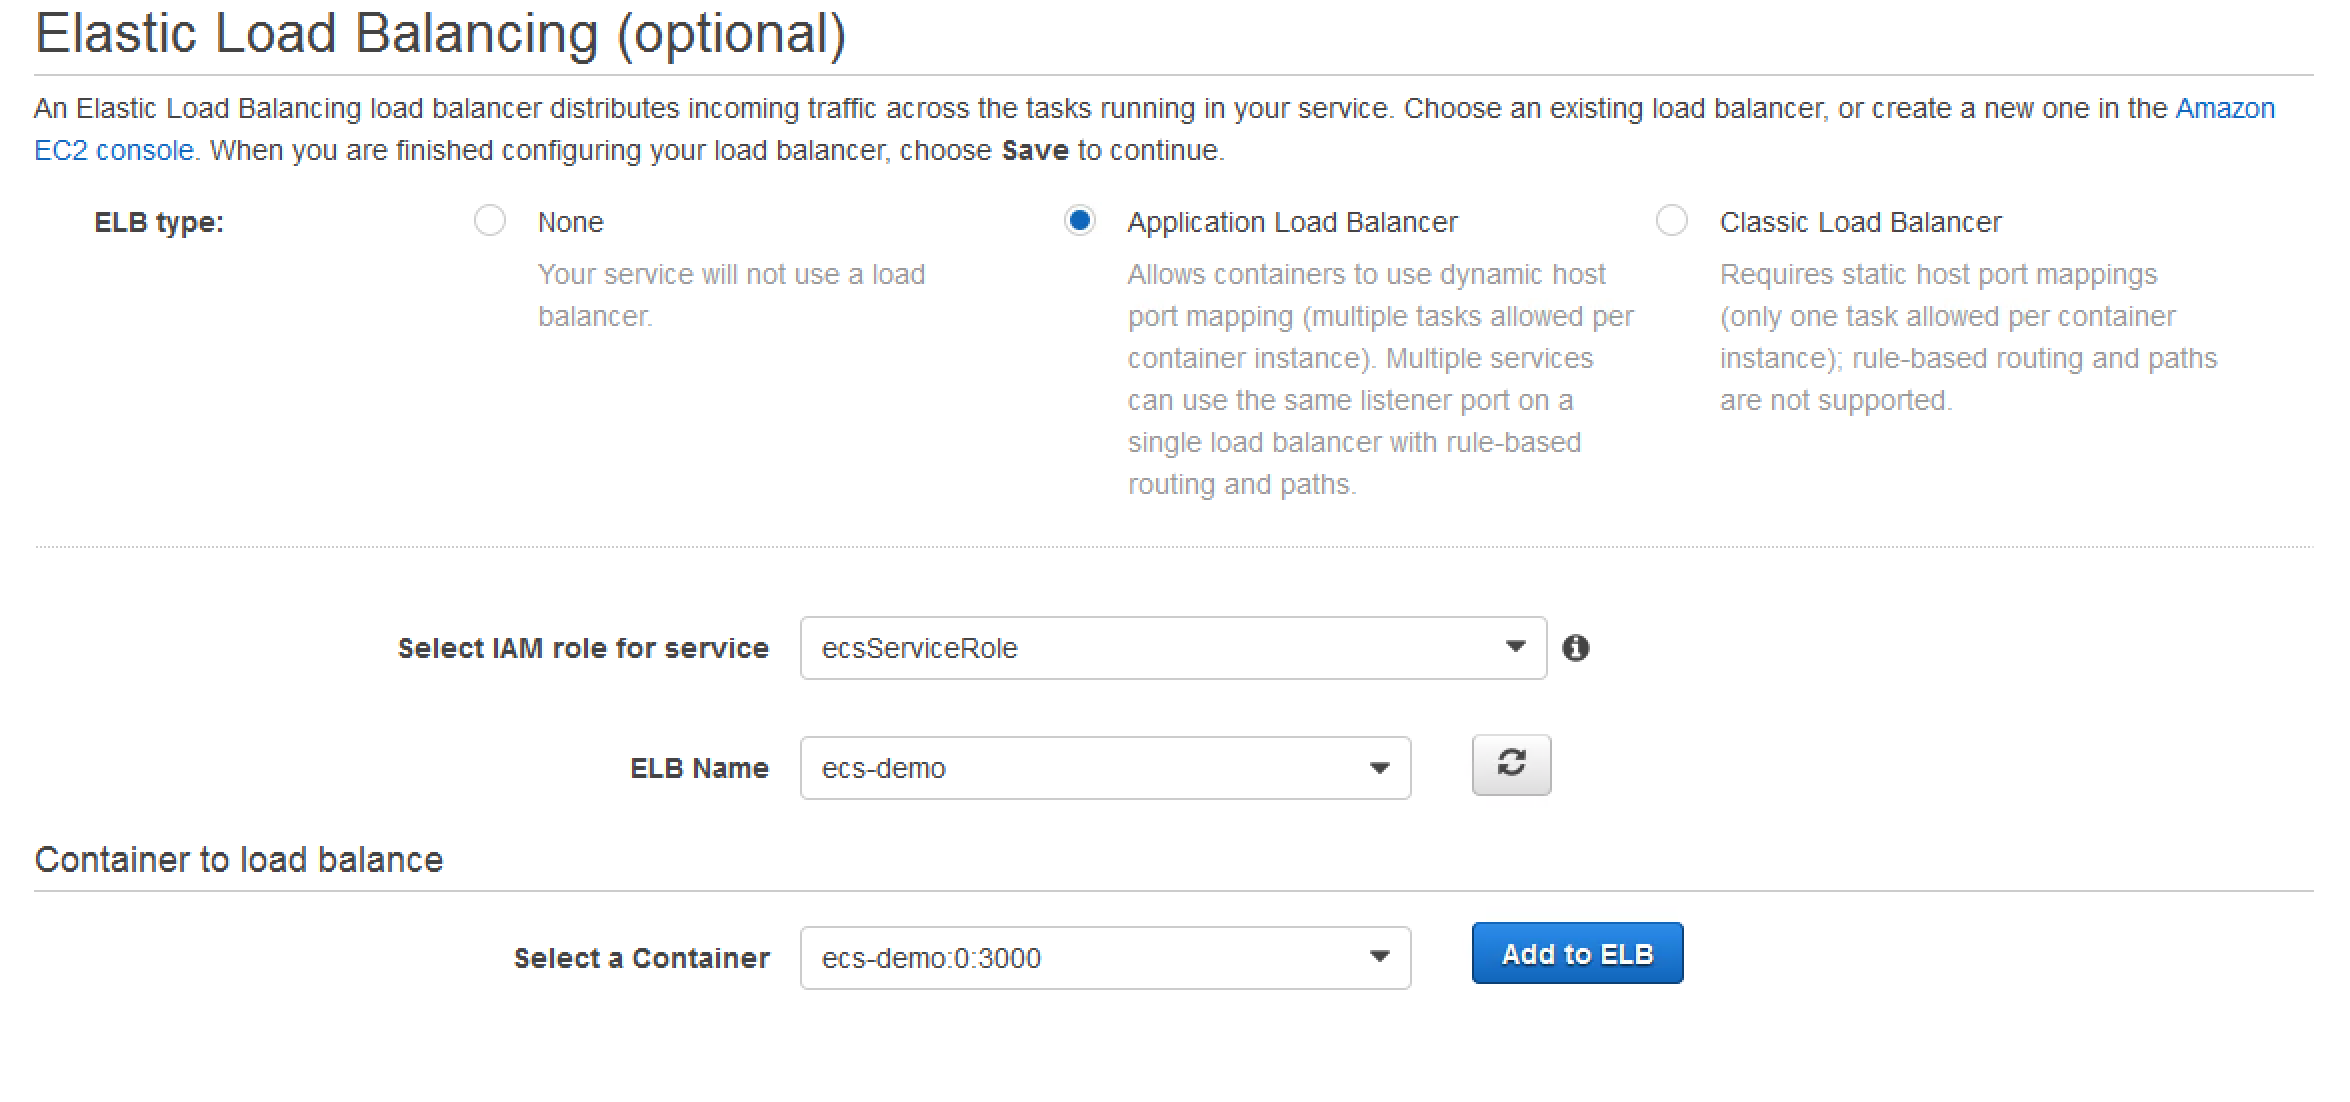 Elastic Load Balancing (optional)
An Elastic Load Balancing load balancer distributes incoming traffic across the tasks running in your service. Choose an existing load balancer, or create a new one in the Amazon
EC2 console. When you are finished configuring your load balancer, choose Save to continue.
ELB type:
None
Your service will not use a load
balancer.
Application Load Balancer
Allows containers to use dynamic host
port mapping (multiple tasks allowed per
container instance). Multiple services
can use the same listener port on a
single load balancer with rule-based
routing and paths.
Classic Load Balancer
Requires static host port mappings
(only one task allowed per container
instance); rule-based routing and paths
are not supported.
Select IAM role for service
ecsServiceRole
ELB Name
ecs-demo
Container to load balance
Select a Container
ecs-demo:0:3000
Add to ELB